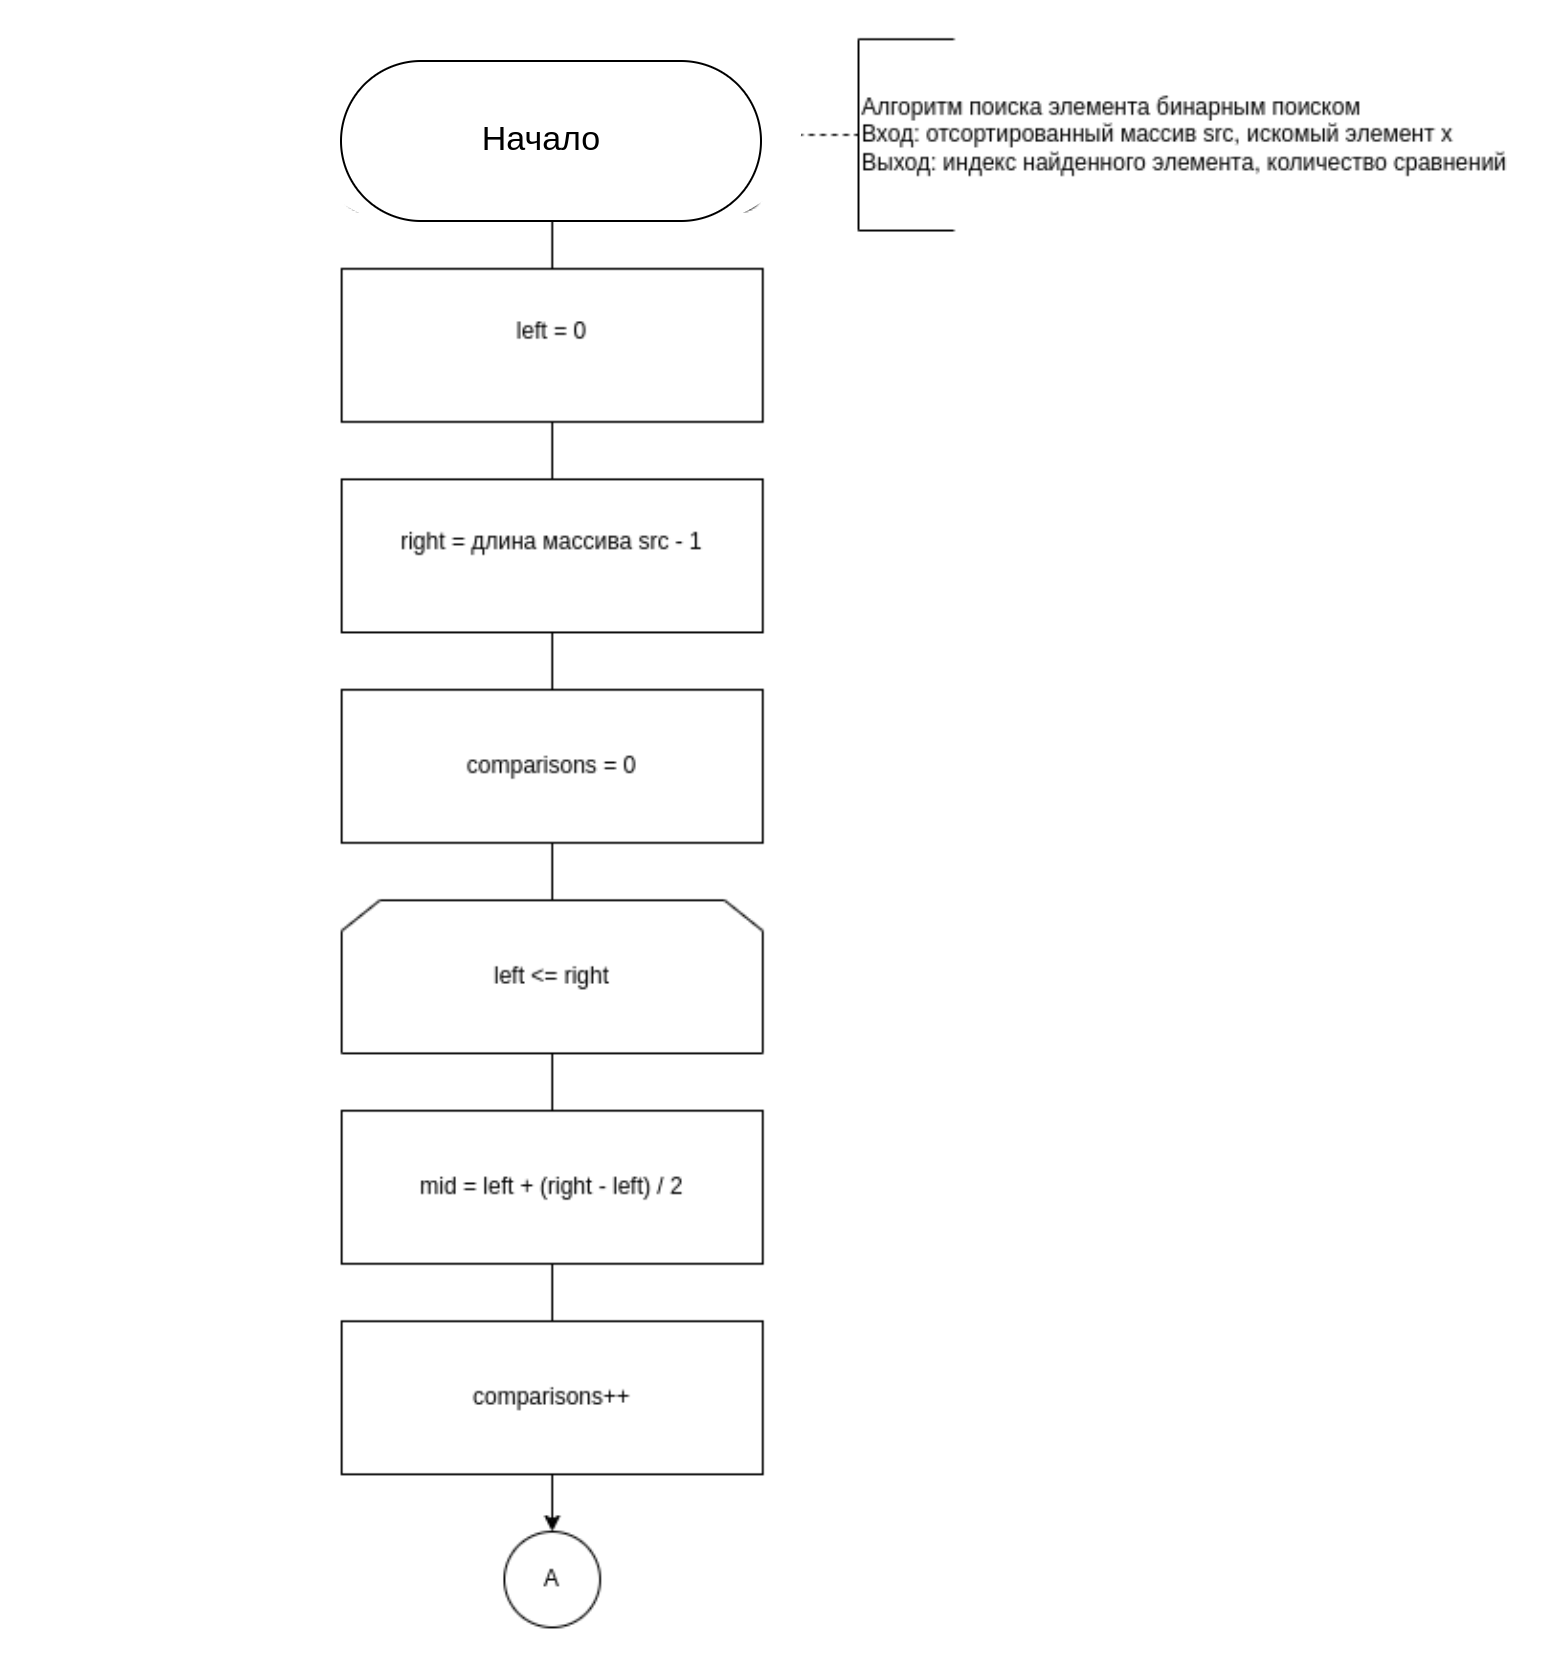 Начало
Алгоритм поиска элемента бинарным поиском
Вход: отсортированный массив src, искомый элемент x
Выход: индекс найденного элемента, количество сравнений
left = 0
right = длина массива src - 1
comparisons = 0
left <= right
mid = left + (right - left) / 2
comparisons++
A